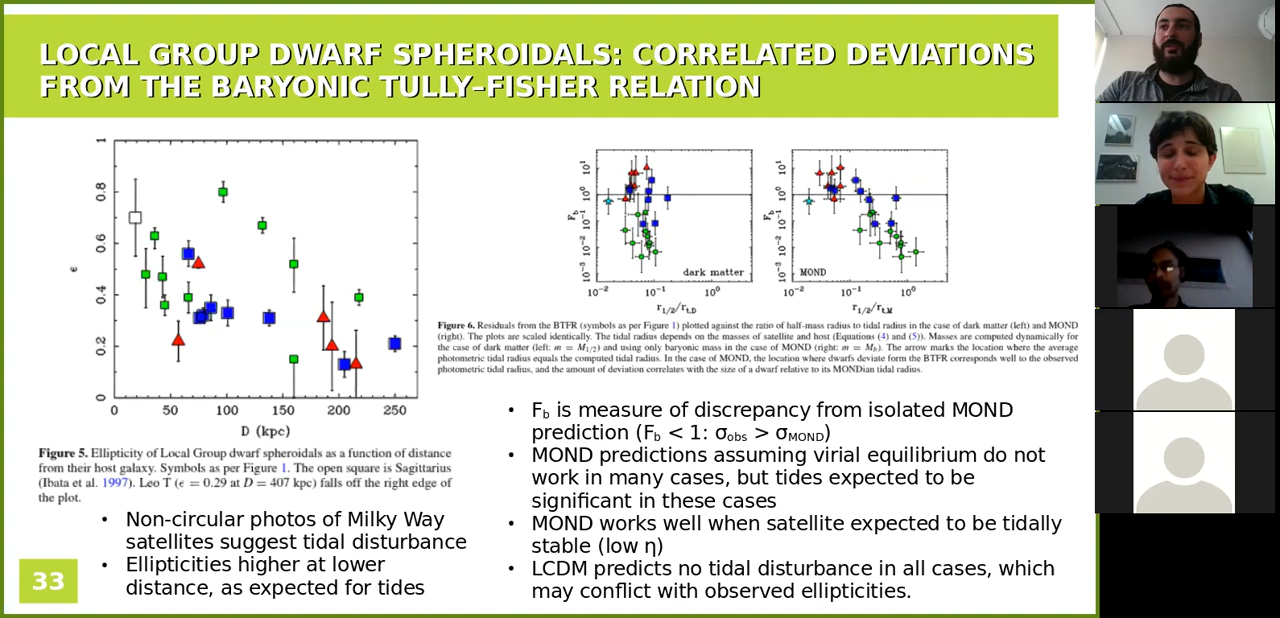 LOCAL GROUP DWARF SPHEROIDALS: CORRELATED DEVIATIONS
FROM THE BARYONIC TULLY–FISHER RELATION
1
0.8
0.6
ϵ
0.4
0.2
0
0 50 100 150 200 250
D (kpc)
Figure 5. Ellipticity of Local Group dwarf spheroidals as a function of distance
from their host galaxy. Symbols as per Figure 1. The open square is Sagittarius
(Ibata et al. 1997). Leo T (ϵ = 0.29 at D = 407 kpc) falls off the right edge of
the plot.
• Non-circular photos of Milky Way
satellites suggest tidal disturbance
• Ellipticities higher at lower
distance, as expected for tides
33
10¹
10⁰
F_b
10⁻¹
10⁻²
10⁻³
dark matter
10⁻² 10⁻¹ 10⁰
r₁/₂/r_t,D
10¹
10⁰
F_b
10⁻¹
10⁻²
10⁻³
MOND
10⁻² 10⁻¹ 10⁰
r₁/₂/r_t,M
Figure 6. Residuals from the BTFR (symbols as per Figure 1) plotted against the ratio of half-mass radius to tidal radius in the case of dark matter (left) and MOND
(right). The plots are scaled identically. The tidal radius depends on the masses of satellite and host (Equations (4) and (5)). Masses are computed dynamically for
the case of dark matter (left: m = M₁/₂) and using only baryonic mass in the case of MOND (right: m = M_b). The arrow marks the location where the average
photometric tidal radius equals the computed tidal radius. In the case of MOND, the location where dwarfs deviate form the BTFR corresponds well to the observed
photometric tidal radius, and the amount of deviation correlates with the size of a dwarf relative to its MONDian tidal radius.
• F_b is measure of discrepancy from isolated MOND
prediction (F_b < 1: σ_obs > σ_MOND)
• MOND predictions assuming virial equilibrium do not
work in many cases, but tides expected to be
significant in these cases
• MOND works well when satellite expected to be tidally
stable (low η)
• LCDM predicts no tidal disturbance in all cases, which
may conflict with observed ellipticities.